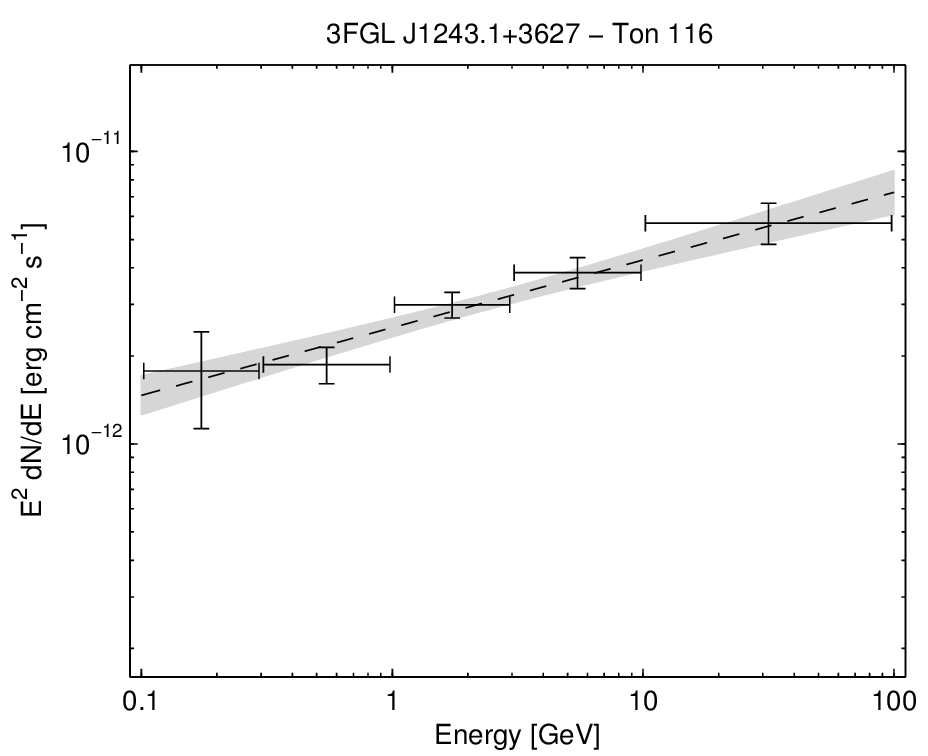 3FGL J1243.1+3627 − Ton 116
10⁻¹¹
10⁻¹²
E² dN/dE [erg cm⁻² s⁻¹]
0.1 1 10 100
Energy [GeV]